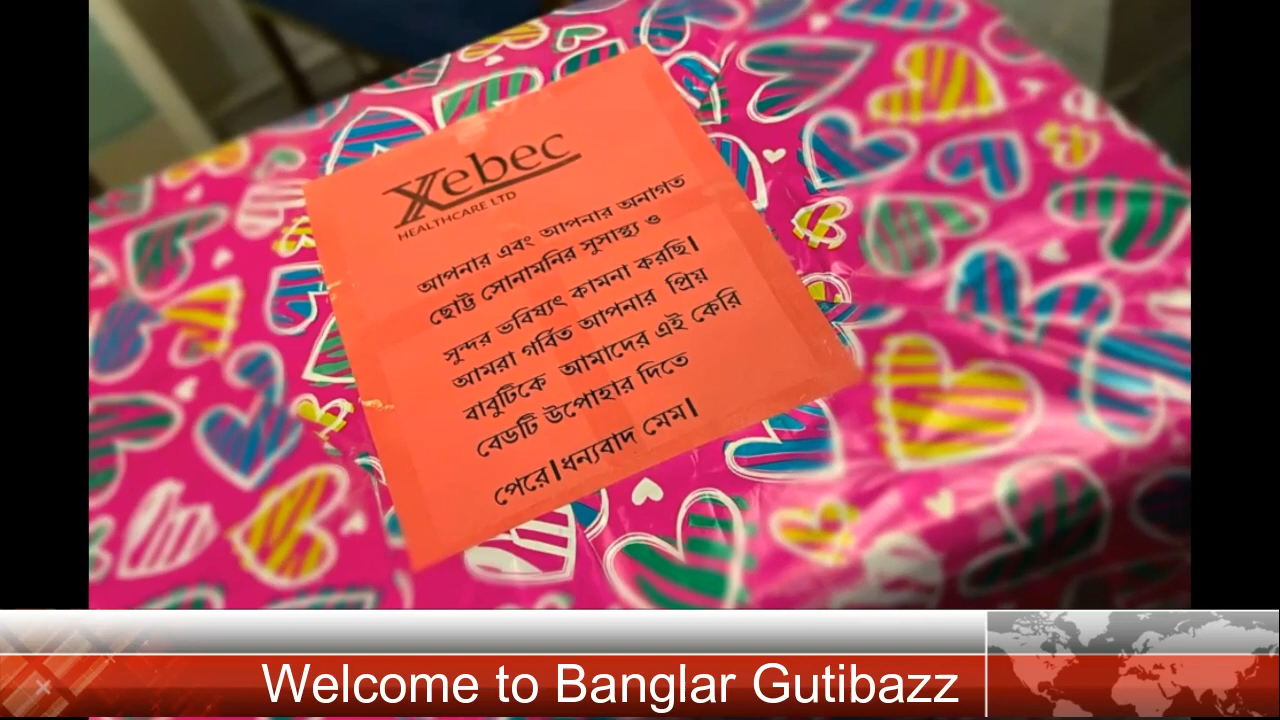 Xebec
HEALTHCARE LTD
আপনার এবং আপনার অনাগত
ছোট্ট সোনামনির সুসাস্থ্য ও
সুন্দর ভবিষ্যৎ কামনা করছি।
আমরা গর্বিত আপনার প্রিয়
বাবুটিকে আমাদের এই কেরি
বেডটি উপোহার দিতে
পেরে।ধন্যবাদ মেম।
Welcome to Banglar Gutibazz